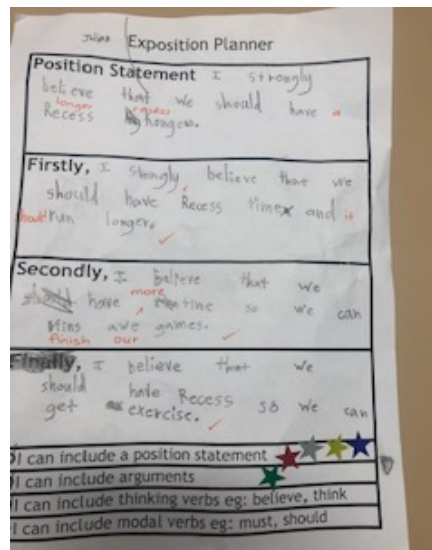 Julian Exposition Planner
Position Statement I strongly
believe that we should have a
longer recess
Recess longer.
Firstly, I strongly believe that we
should have Recess time and it
should run longer.
Secondly, I believe that we
more
should have time so we can
awe games.
finish our
Finally, I believe that we
should have Recess so we can
get exercise.
I can include a position statement
I can include arguments
I can include thinking verbs eg: believe, think
I can include modal verbs eg: must, should